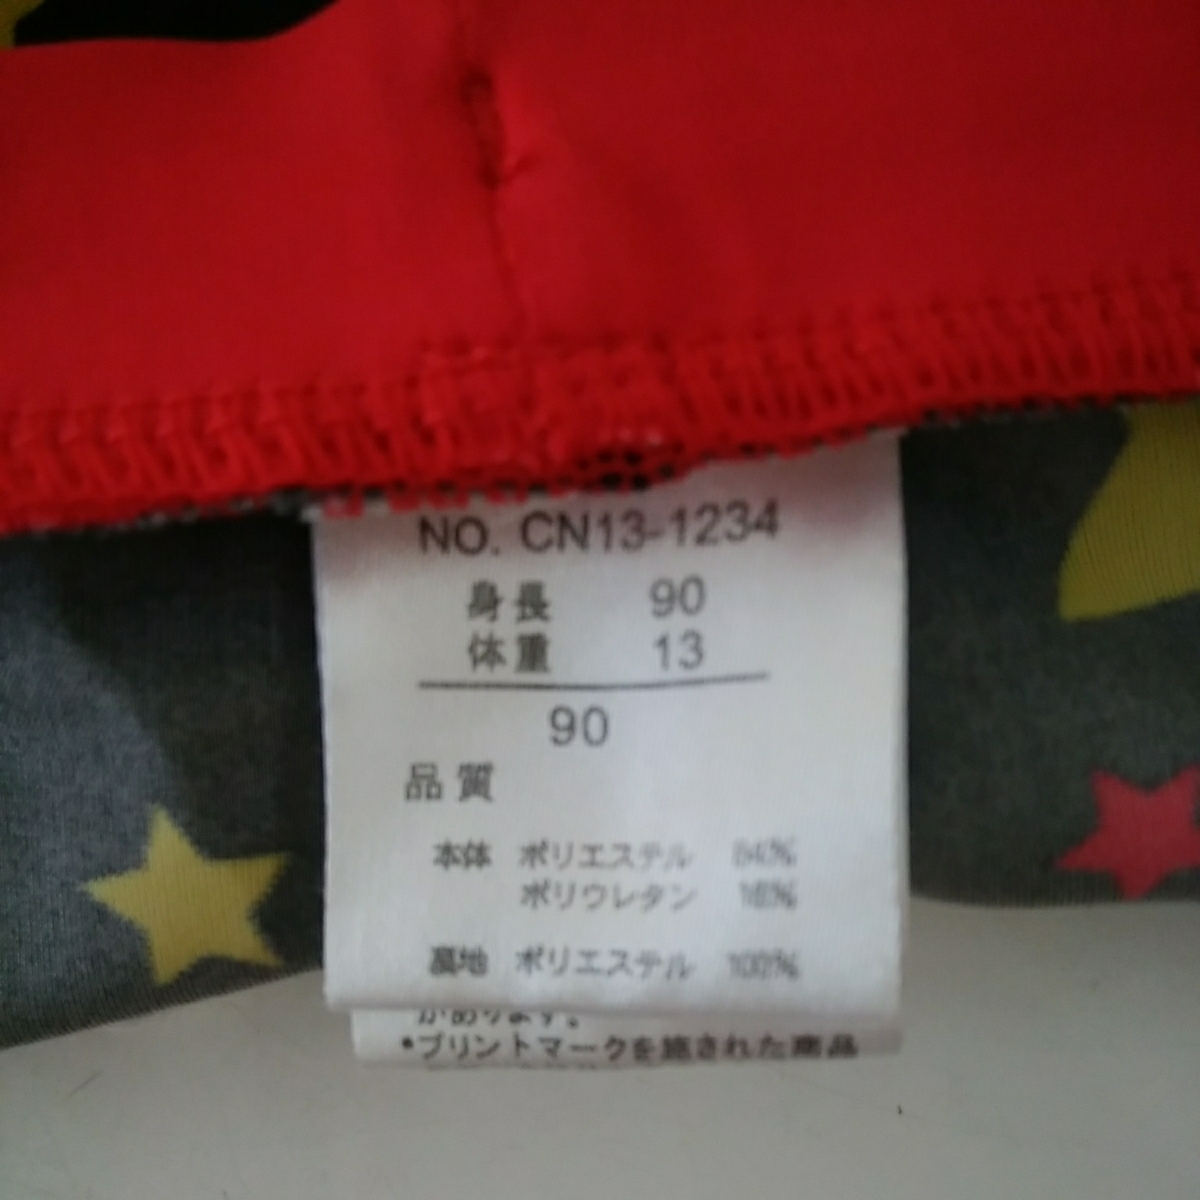 NO. CN13-1234
身長 90
体重 13
90
品質
本体 ポリエステル 84%
ポリウレタン 16%
裏地 ポリエステル 100%
があります。
•プリントマークを施された商品